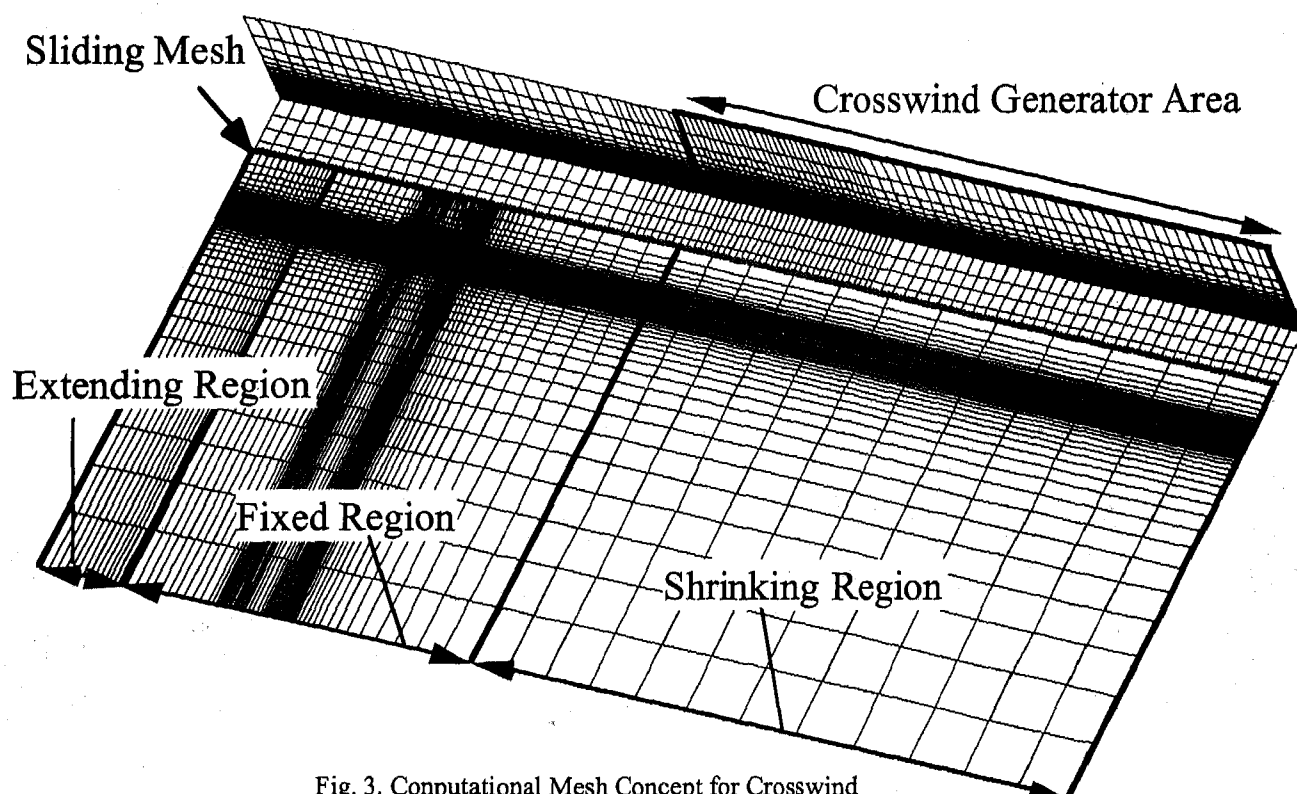 Sliding Mesh
Crosswind Generator Area
Extending Region
Fixed Region
Shrinking Region
Fig. 3. Conputational Mesh Concept for Crosswind